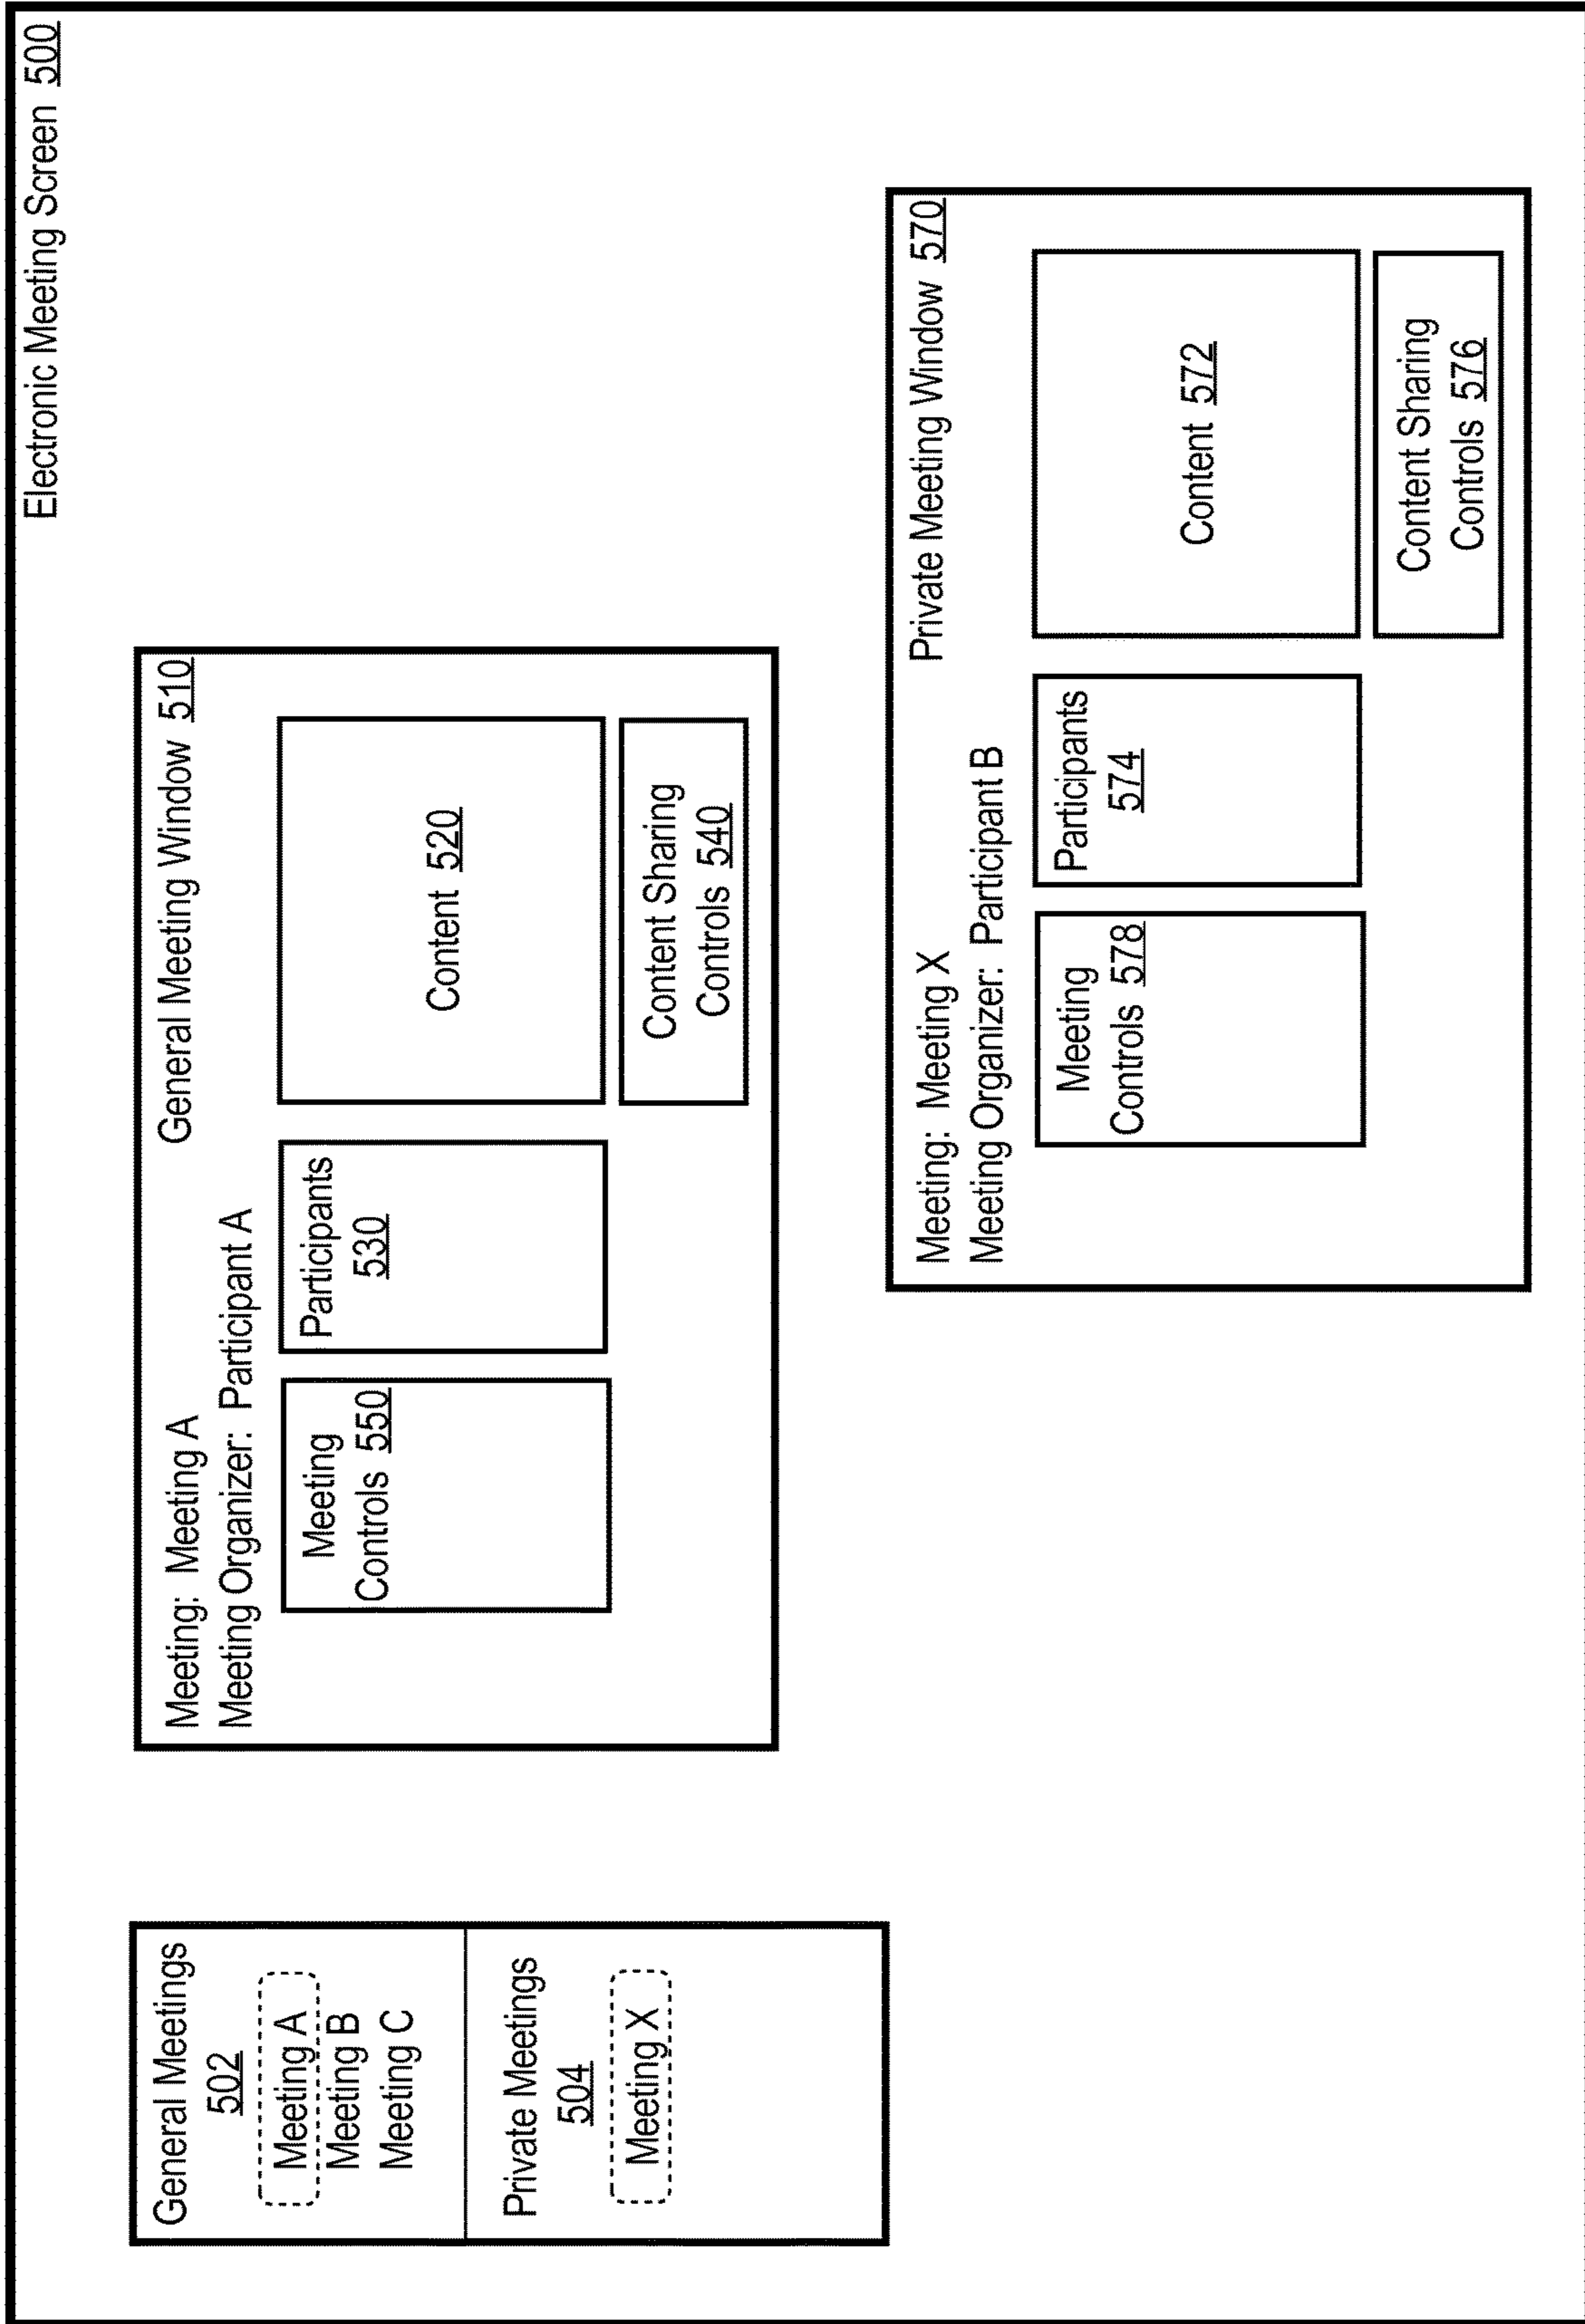 Electronic Meeting Screen 500
General Meetings
502
Meeting A
Meeting B
Meeting C
Private Meetings
504
Meeting X
General Meeting Window 510
Meeting: Meeting A
Meeting Organizer: Participant A
Meeting
Controls 550
Participants
530
Content 520
Content Sharing
Controls 540
Private Meeting Window 570
Meeting: Meeting X
Meeting Organizer: Participant B
Meeting
Controls 578
Participants
574
Content 572
Content Sharing
Controls 576